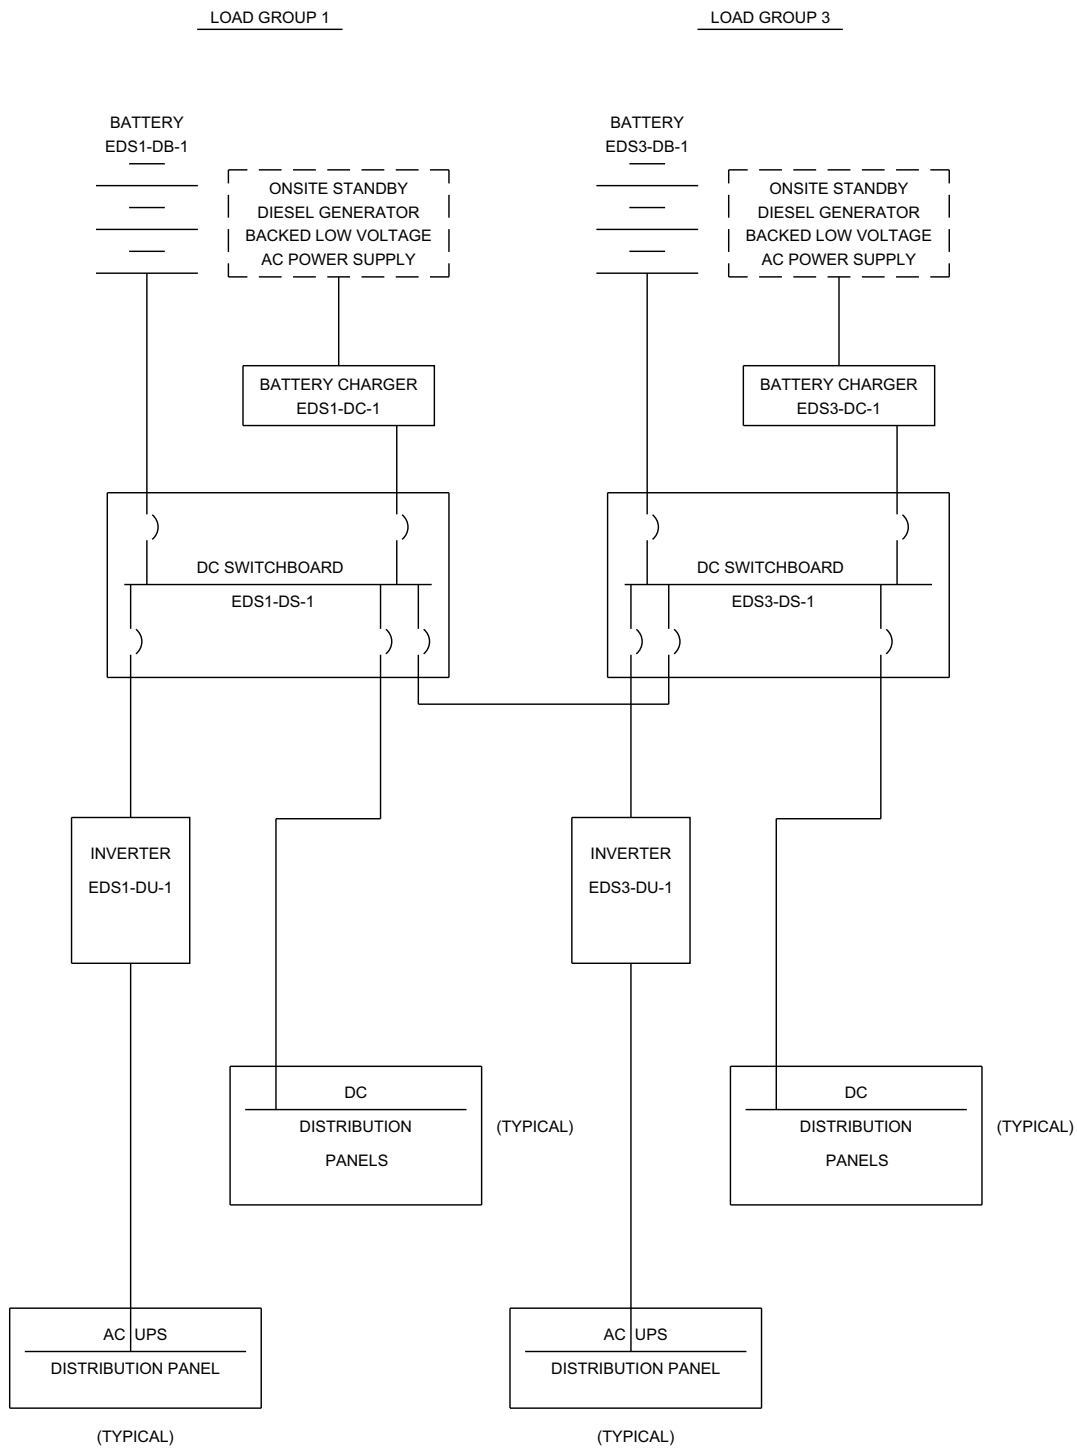 LOAD GROUP 1
LOAD GROUP 3
BATTERY
EDS1-DB-1
ONSITE STANDBY
DIESEL GENERATOR
BACKED LOW VOLTAGE
AC POWER SUPPLY
BATTERY
EDS3-DB-1
ONSITE STANDBY
DIESEL GENERATOR
BACKED LOW VOLTAGE
AC POWER SUPPLY
BATTERY CHARGER
EDS1-DC-1
BATTERY CHARGER
EDS3-DC-1
DC SWITCHBOARD
EDS1-DS-1
DC SWITCHBOARD
EDS3-DS-1
INVERTER
EDS1-DU-1
INVERTER
EDS3-DU-1
DC
DISTRIBUTION
PANELS
(TYPICAL)
DC
DISTRIBUTION
PANELS
(TYPICAL)
AC UPS
DISTRIBUTION PANEL
(TYPICAL)
AC UPS
DISTRIBUTION PANEL
(TYPICAL)